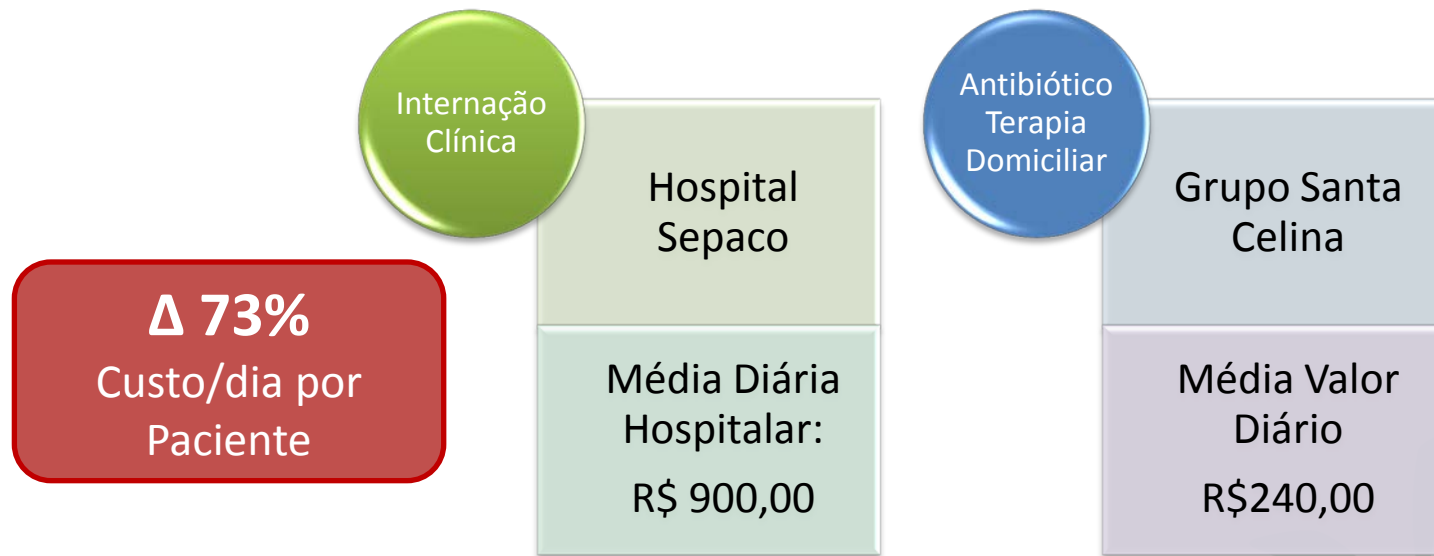 Internação
Clínica
Hospital
Sepaco
Média Diária
Hospitalar:
R$ 900,00
Antibiótico
Terapia
Domiciliar
Grupo Santa
Celina
Média Valor
Diário
R$240,00
Δ 73%
Custo/dia por
Paciente